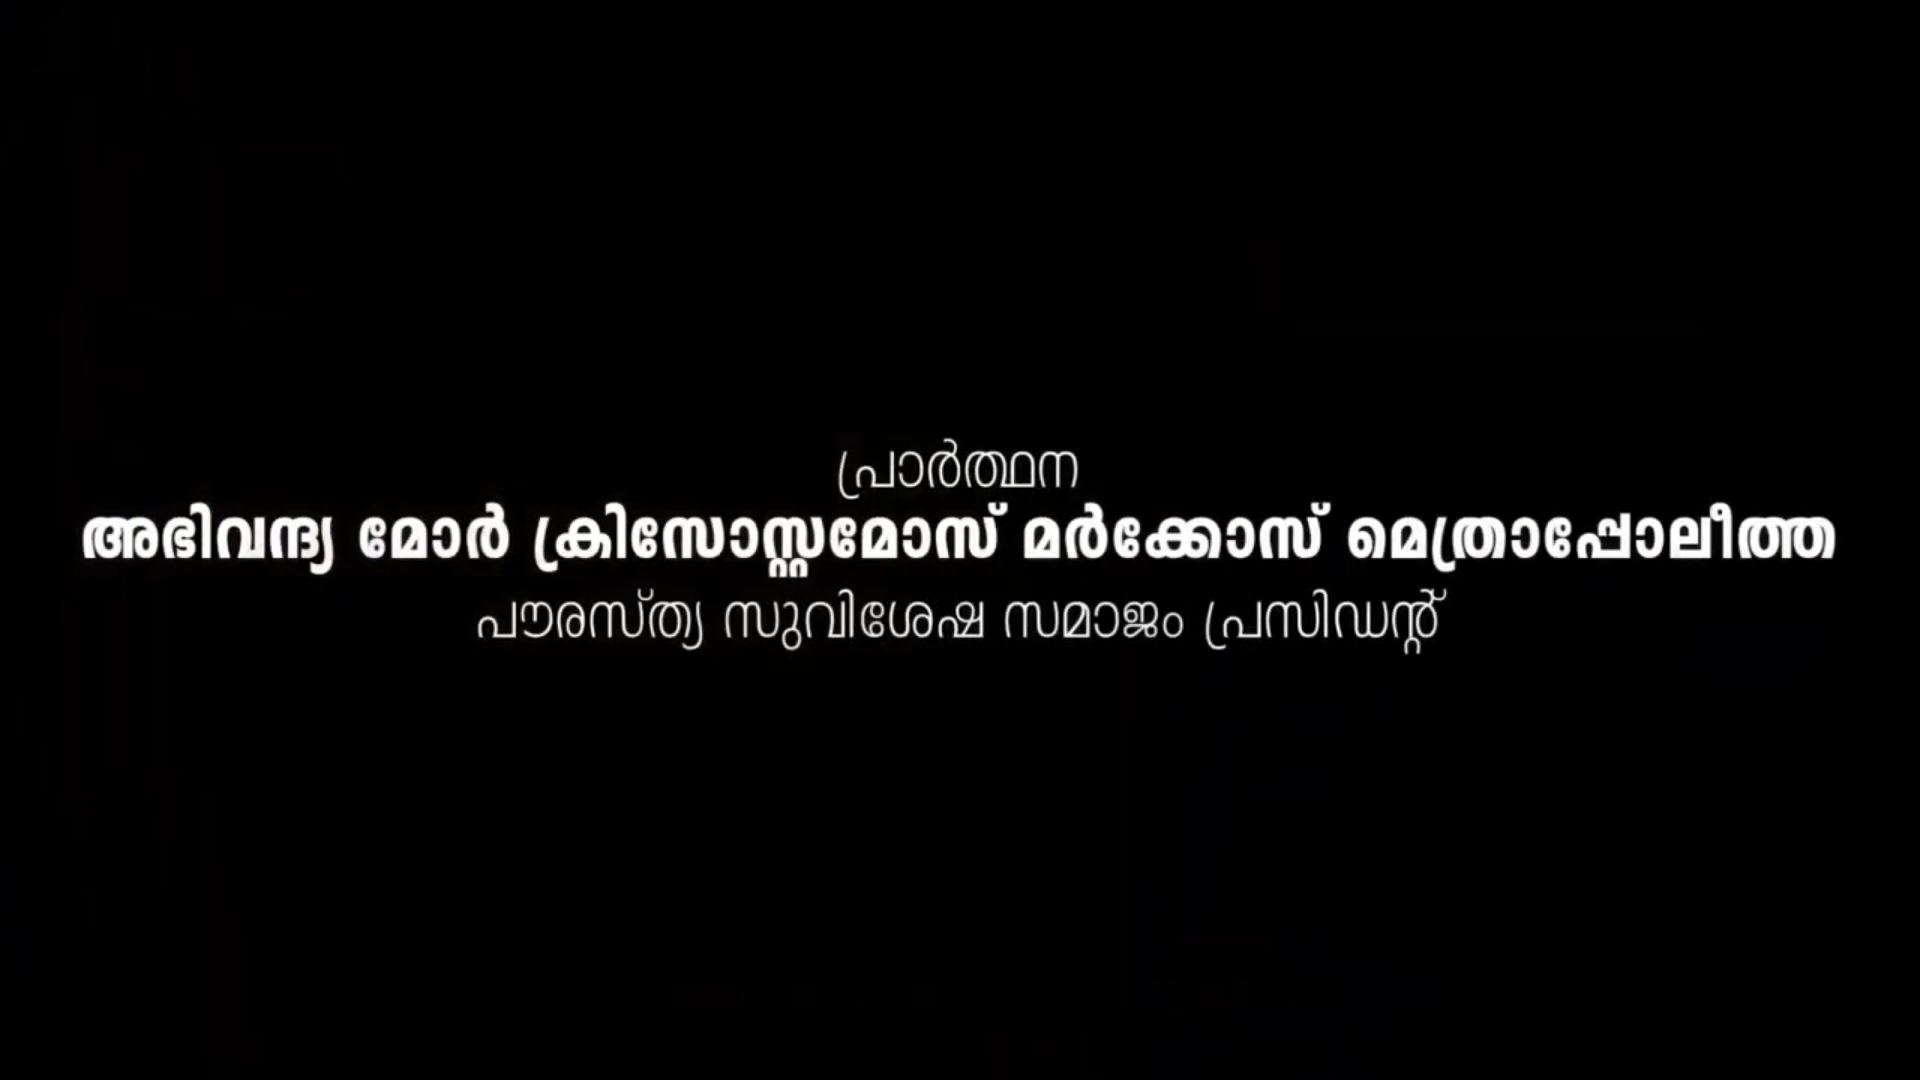 പ്രാർത്ഥന
അഭിവന്ദ്യ മോർ ക്രിസോസ്റ്റമോസ് മർക്കോസ് മെത്രാപ്പോലീത്ത
പൗരസ്ത്യ സുവിശേഷ സമാജം പ്രസിഡന്റ്